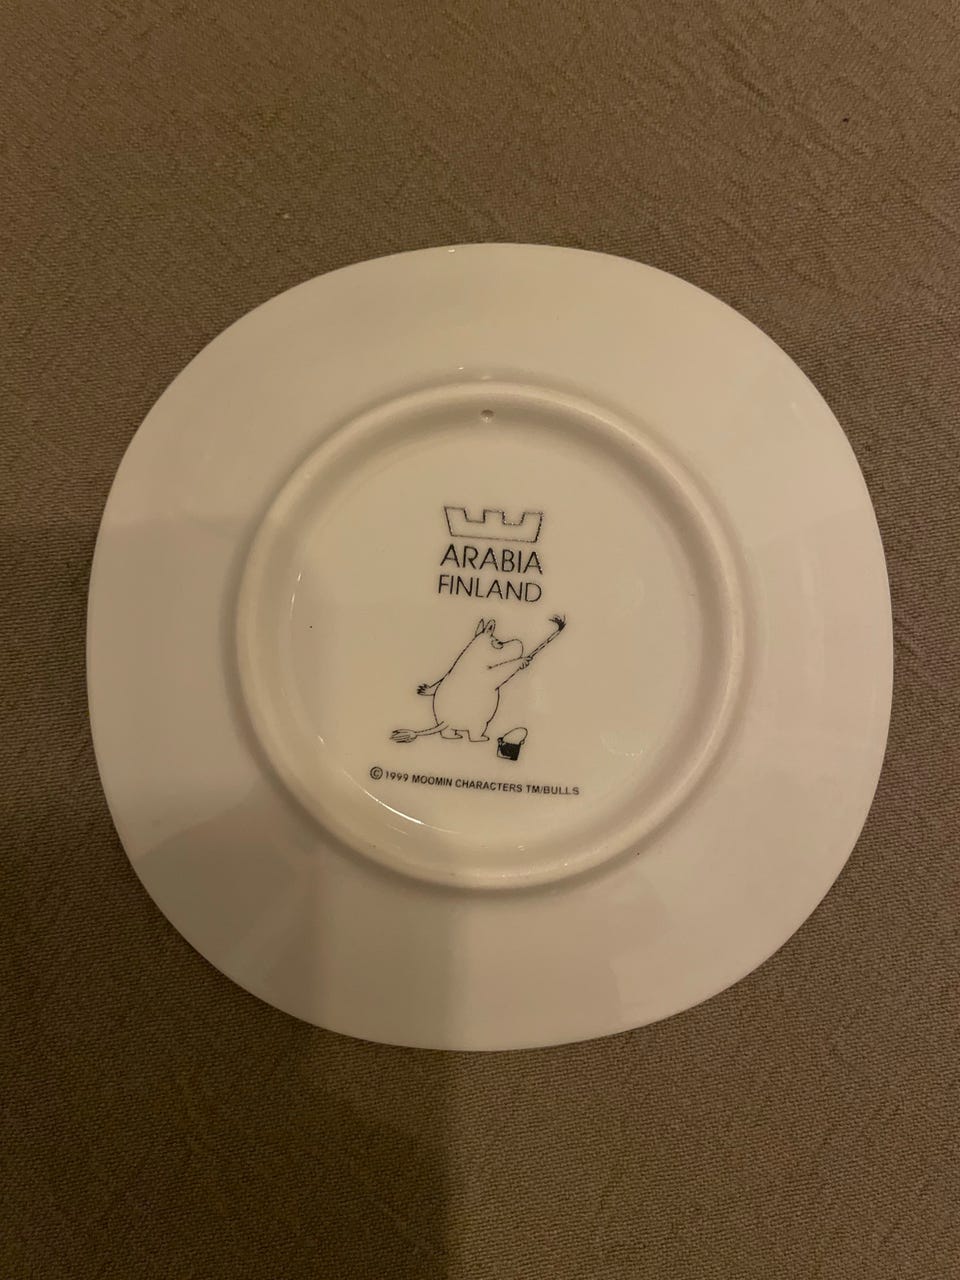 ARABIA
FINLAND
© 1999 MOOMIN CHARACTERS TM/BULLS